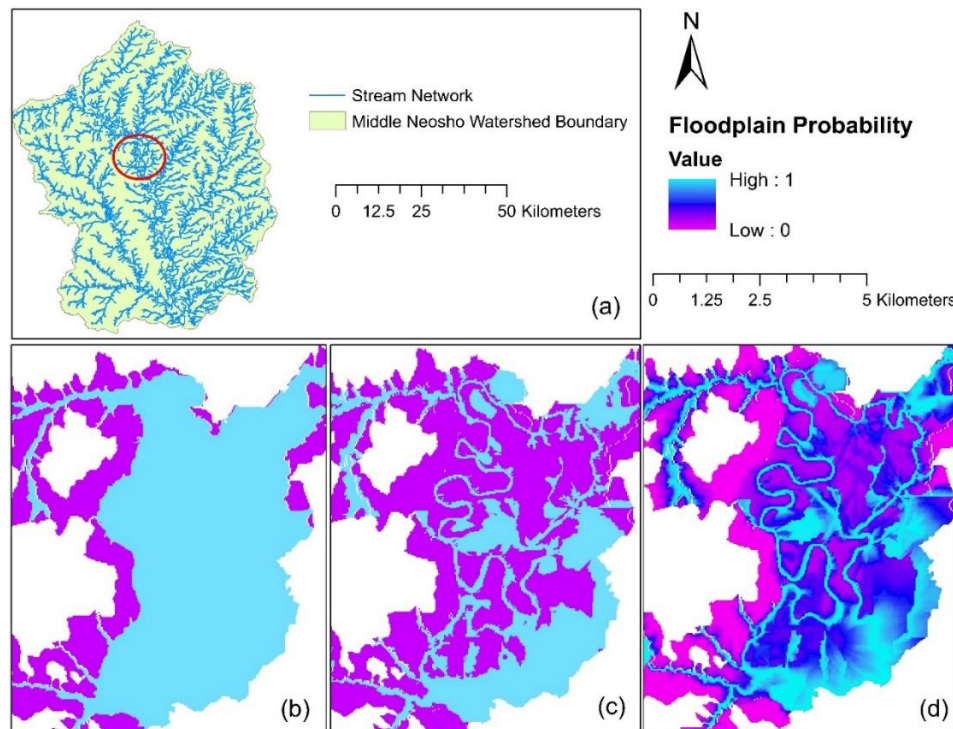 Stream Network
Middle Neosho Watershed Boundary
0 12.5 25 50 Kilometers
(a)
N
Floodplain Probability
Value
High : 1
Low : 0
0 1.25 2.5 5 Kilometers
(b)
(c)
(d)